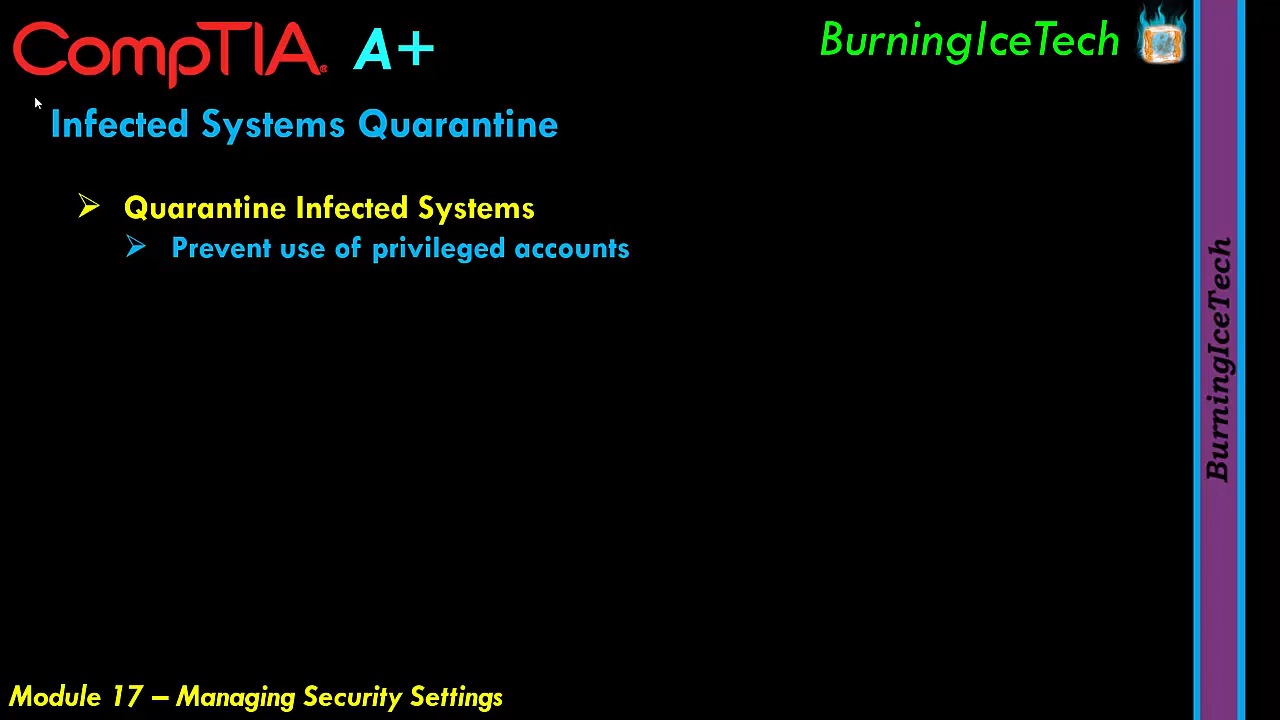 CompTIA® A+
BurningIceTech
Infected Systems Quarantine
➢ Quarantine Infected Systems
➢ Prevent use of privileged accounts
BurningIceTech
Module 17 – Managing Security Settings